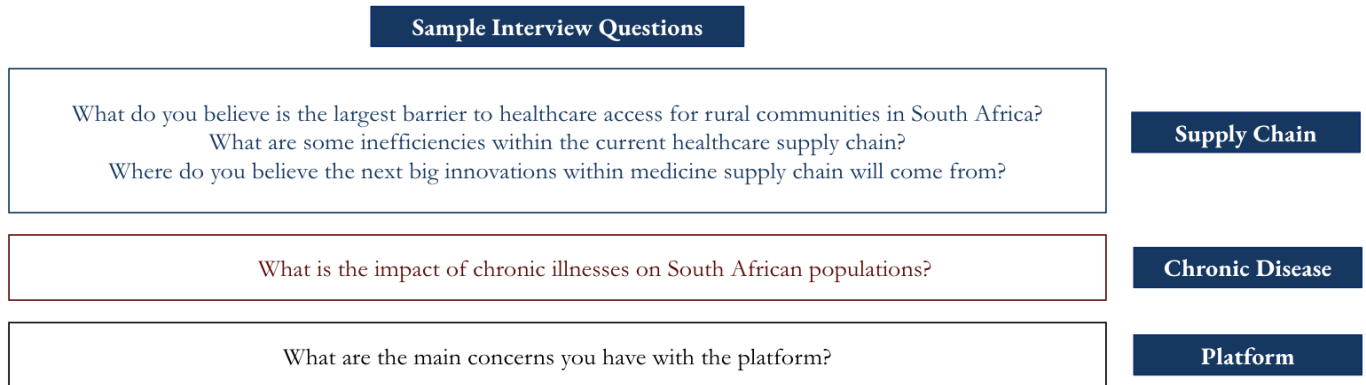 Sample Interview Questions
What do you believe is the largest barrier to healthcare access for rural communities in South Africa?
What are some inefficiencies within the current healthcare supply chain?
Where do you believe the next big innovations within medicine supply chain will come from?
Supply Chain
What is the impact of chronic illnesses on South African populations?
Chronic Disease
What are the main concerns you have with the platform?
Platform